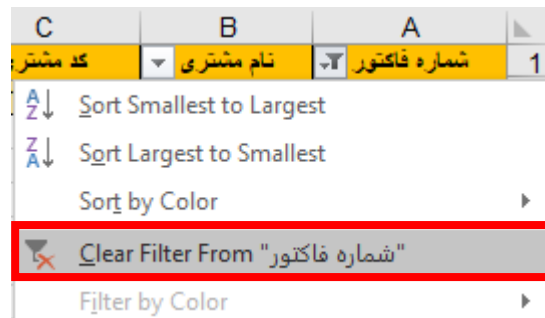 C B A
کد مشتری نام مشتری شماره فاکتور 1
Sort Smallest to Largest
Sort Largest to Smallest
Sort by Color
Clear Filter From "شماره فاکتور"
Filter by Color